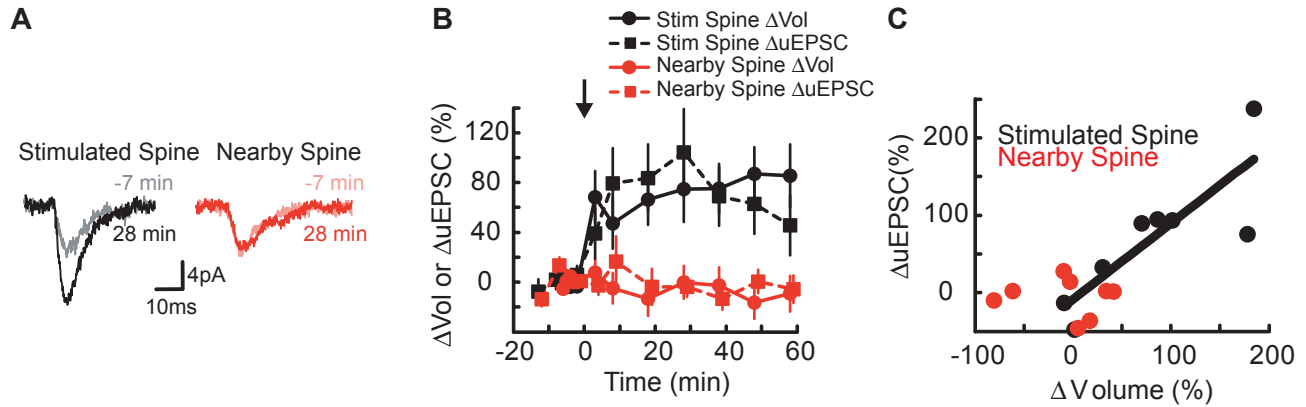 A
Stimulated Spine
Nearby Spine
-7 min
28 min
-7 min
28 min
4pA
10ms
B
Stim Spine ΔVol
Stim Spine ΔuEPSC
Nearby Spine ΔVol
Nearby Spine ΔuEPSC
ΔVol or ΔuEPSC (%)
120
80
40
0
-20 0 20 40 60
Time (min)
C
Stimulated Spine
Nearby Spine
ΔuEPSC(%)
200
100
0
-100 0 100 200
ΔV olume (%)